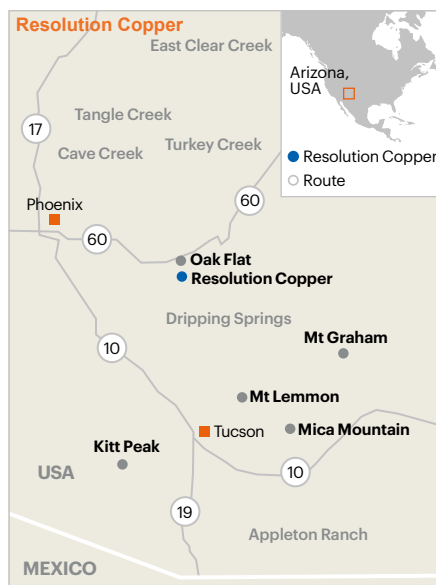 Resolution Copper
East Clear Creek
Arizona,
USA
Tangle Creek
17
Turkey Creek
Cave Creek
Resolution Copper
Route
Phoenix
60
60
Oak Flat
Resolution Copper
Dripping Springs
Mt Graham
10
Mt Lemmon
Tucson
Mica Mountain
Kitt Peak
USA
10
19
Appleton Ranch
MEXICO